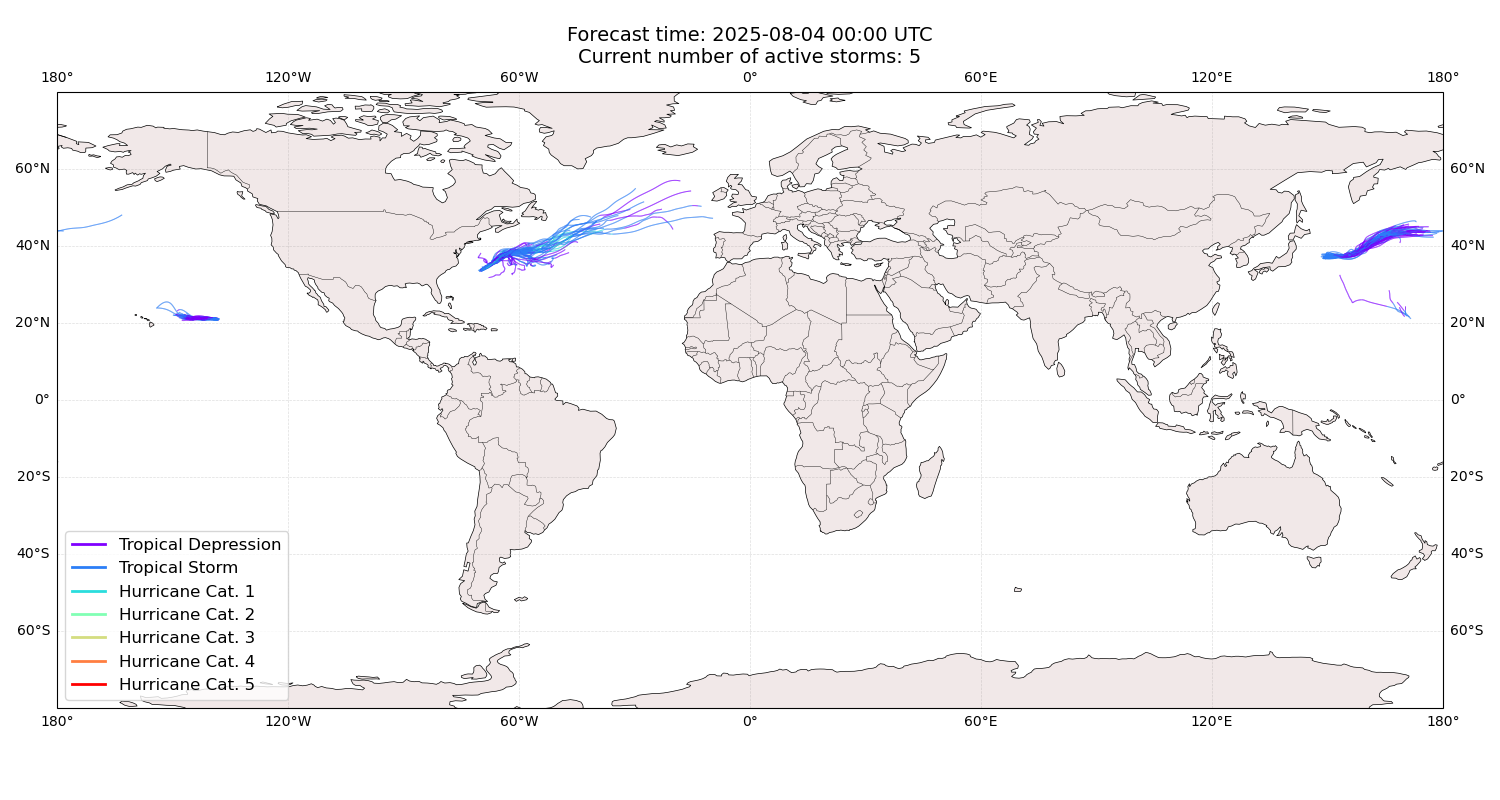 Forecast time: 2025-08-04 00:00 UTC
Current number of active storms: 5
180° 120°W 60°W 0° 60°E 120°E 180°
60°N 60°N
40°N 40°N
20°N 20°N
0° 0°
20°S 20°S
40°S 40°S
60°S 60°S
Tropical Depression
Tropical Storm
Hurricane Cat. 1
Hurricane Cat. 2
Hurricane Cat. 3
Hurricane Cat. 4
Hurricane Cat. 5
180° 120°W 60°W 0° 60°E 120°E 180°